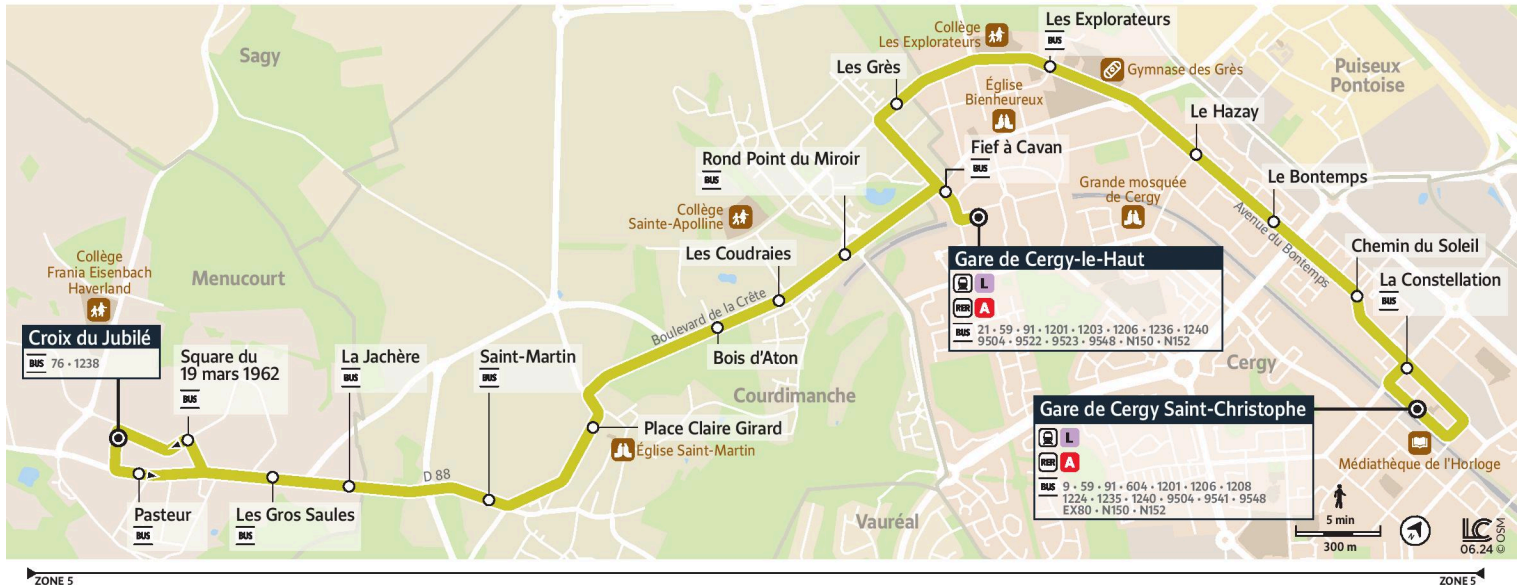 Sagy
Collège
Les Explorateurs
Les Explorateurs
BUS
Les Grès
Gymnase des Grès
Puiseux
Pontoise
Église
Bienheureux
Le Hazay
Rond Point du Miroir
BUS
Fief à Cavan
BUS
Grande mosquée
de Cergy
Le Bontemps
Collège
Sainte-Apolline
Avenue du Bontemps
Les Coudraies
Chemin du Soleil
La Constellation
BUS
Collège
Frania Eisenbach
Haverland
Menucourt
Boulevard de la Crête
Gare de Cergy-le-Haut
L
RER A
BUS 21 • 59 • 91 • 1201 • 1203 • 1206 • 1236 • 1240
9504 • 9522 • 9523 • 9548 • N150 • N152
Croix du Jubilé
BUS 76 • 1238
Square du
19 mars 1962
BUS
La Jachère
BUS
Saint-Martin
BUS
Bois d'Aton
Cergy
Courdimanche
Gare de Cergy Saint-Christophe
L
RER A
BUS 9 • 59 • 91 • 604 • 1201 • 1206 • 1208
1224 • 1235 • 1240 • 9504 • 9541 • 9548
EX80 • N150 • N152
Place Claire Girard
Église Saint-Martin
Médiathèque de l'Horloge
D 88
Pasteur
BUS
Les Gros Saules
BUS
Vauréal
5 min
300 m
N
LC
06.24 © OSM
ZONE 5
ZONE 5